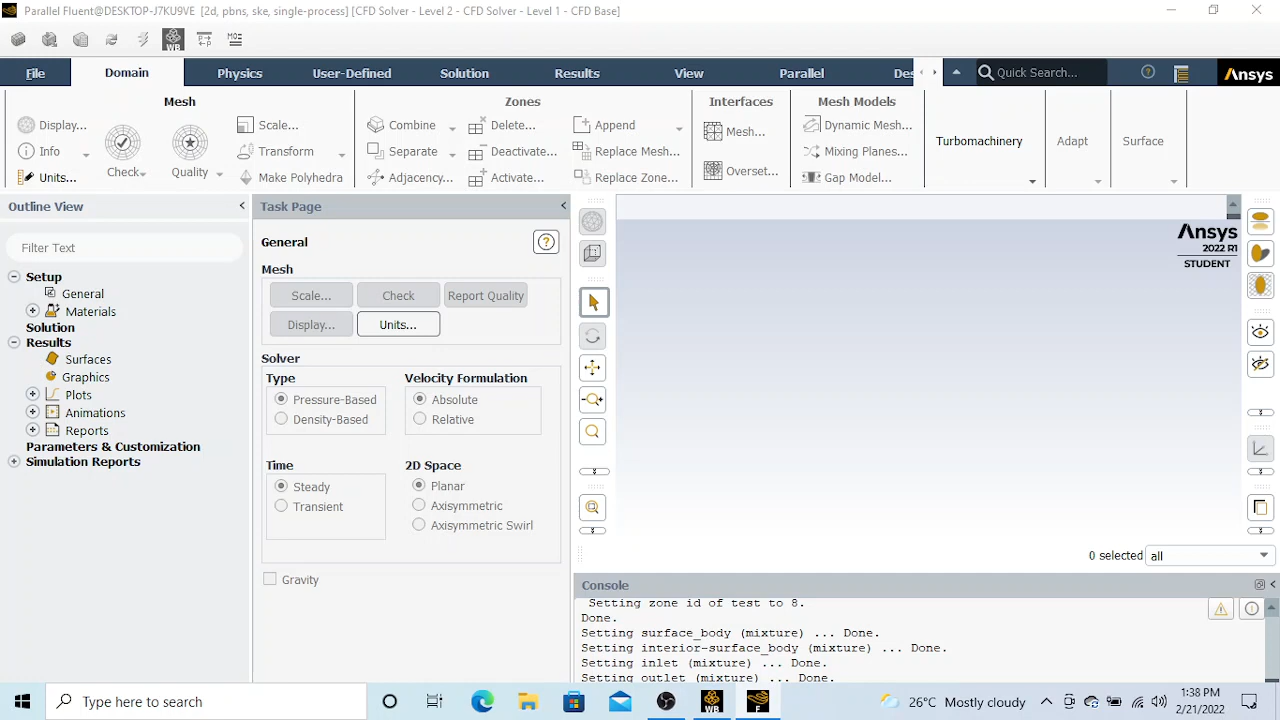 Parallel Fluent@DESKTOP-J7KU9VE [2d, pbns, ske, single-process] [CFD Solver - Level 2 - CFD Solver - Level 1 - CFD Base]
WB
File Domain Physics User-Defined Solution Results View Parallel Des Quick Search... Ansys
Mesh Zones Interfaces Mesh Models
Display... Scale... Combine Delete... Append Mesh... Dynamic Mesh...
Info Check Quality Transform Separate Deactivate... Replace Mesh... Mixing Planes... Turbomachinery Adapt Surface
Units... Make Polyhedra Adjacency... Activate... Replace Zone... Overset... Gap Model...
Outline View
Filter Text
Setup
General
Materials
Solution
Results
Surfaces
Graphics
Plots
Animations
Reports
Parameters & Customization
Simulation Reports
Task Page
General
Mesh
Scale... Check Report Quality
Display... Units...
Solver
Type Velocity Formulation
Pressure-Based Absolute
Density-Based Relative
Time 2D Space
Steady Planar
Transient Axisymmetric
Axisymmetric Swirl
Gravity
Ansys
2022 R1
STUDENT
0 selected all
Console
Setting zone id of test to 8.
Done.
Setting surface_body (mixture) ... Done.
Setting interior-surface_body (mixture) ... Done.
Setting inlet (mixture) ... Done.
Setting outlet (mixture) ... Done.
Type here to search
WB
F
26°C Mostly cloudy
1:38 PM
2/21/2022